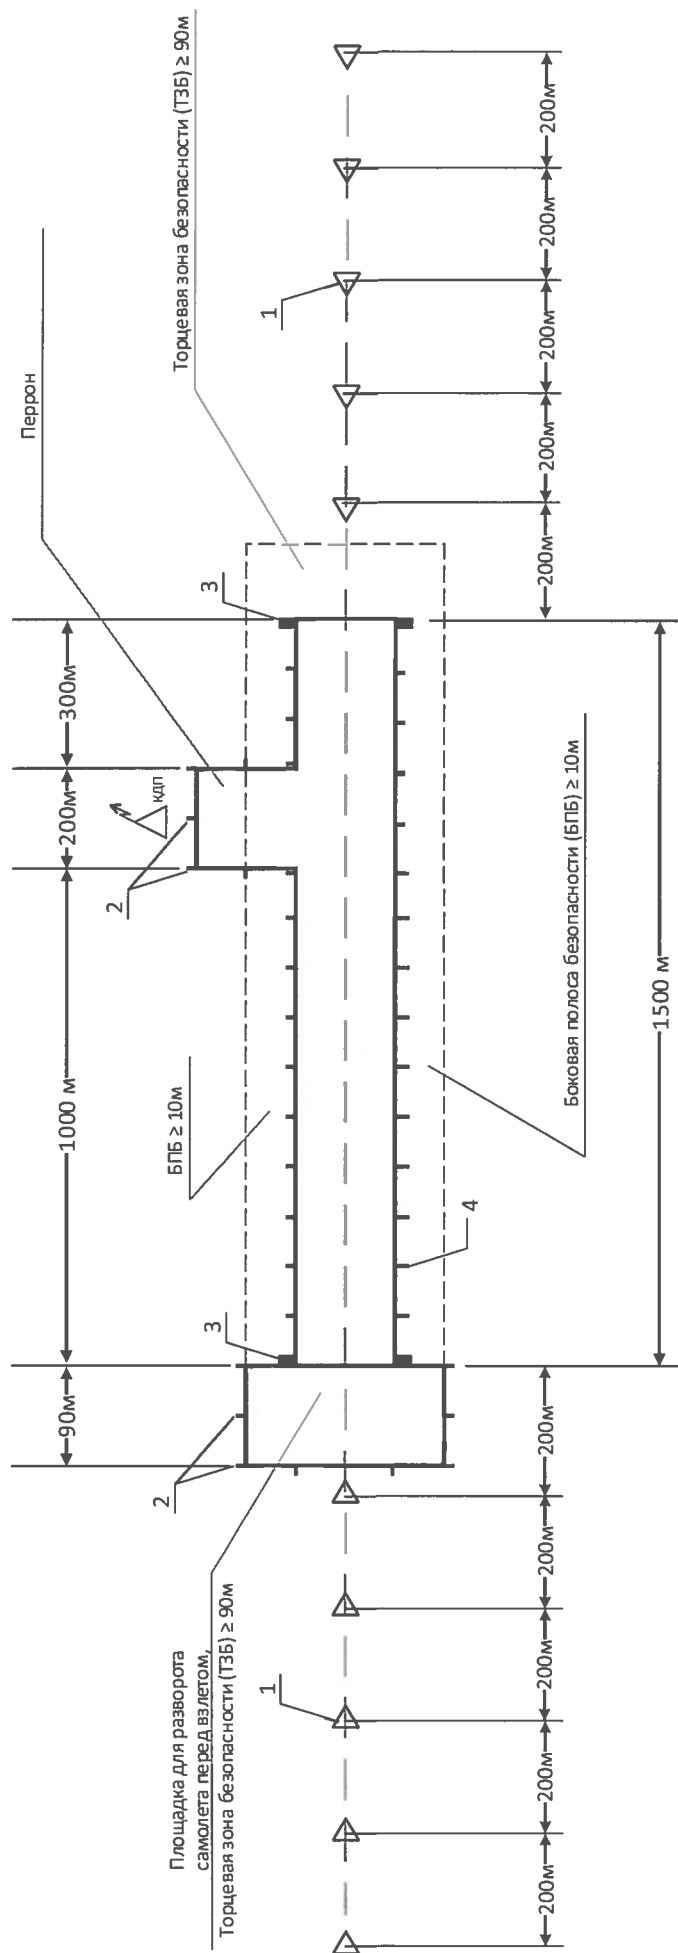 Площадка для разворота
самолета перед взлетом,
Торцевая зона безопасности (ТЗБ) ≥ 90м
БПБ ≥ 10м
Перрон
Торцевая зона безопасности (ТЗБ) ≥ 90м
90м
1000 м
200м
300м
2
2
КДП
3
3
1
1
4
Боковая полоса безопасности (БПБ) ≥ 10м
200м
200м
200м
200м
200м
200м
200м
200м
200м
200м
1500 м